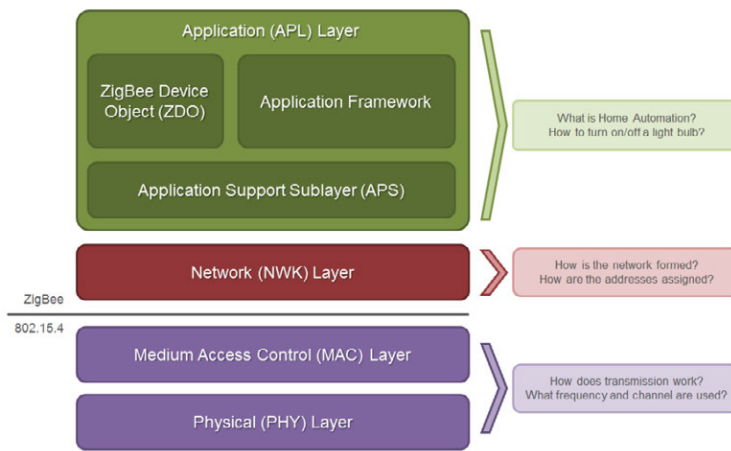 Application (APL) Layer
ZigBee Device
Object (ZDO)
Application Framework
Application Support Sublayer (APS)
What is Home Automation?
How to turn on/off a light bulb?
Network (NWK) Layer
How is the network formed?
How are the addresses assigned?
ZigBee
802.15.4
Medium Access Control (MAC) Layer
Physical (PHY) Layer
How does transmission work?
What frequency and channel are used?